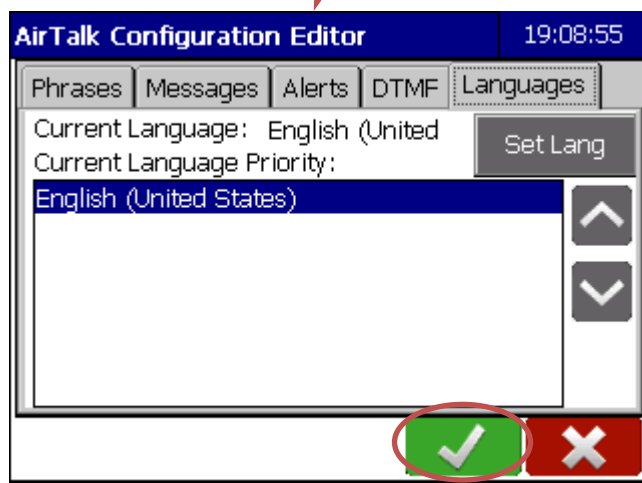 AirTalk Configuration Editor 19:08:55
Phrases Messages Alerts DTMF Languages
Current Language: English (United
Set Lang
Current Language Priority:
English (United States)